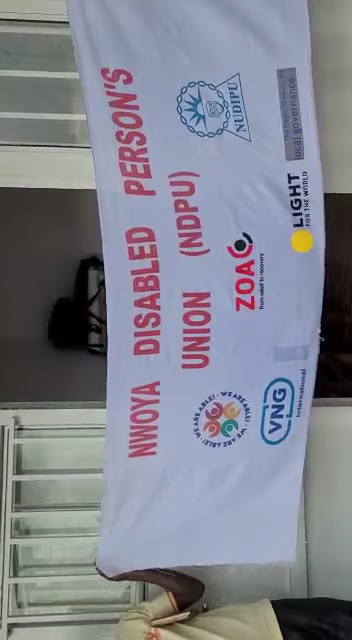 NWOYA DISABLED PERSON'S
UNION (NDPU)
WE ARE ABLE! · WE ARE ABLE! · WE ARE ABLE!
ZOA
from relief to recovery
NUDIPU
VNG
International
LIGHT
FOR THE WORLD
local governance